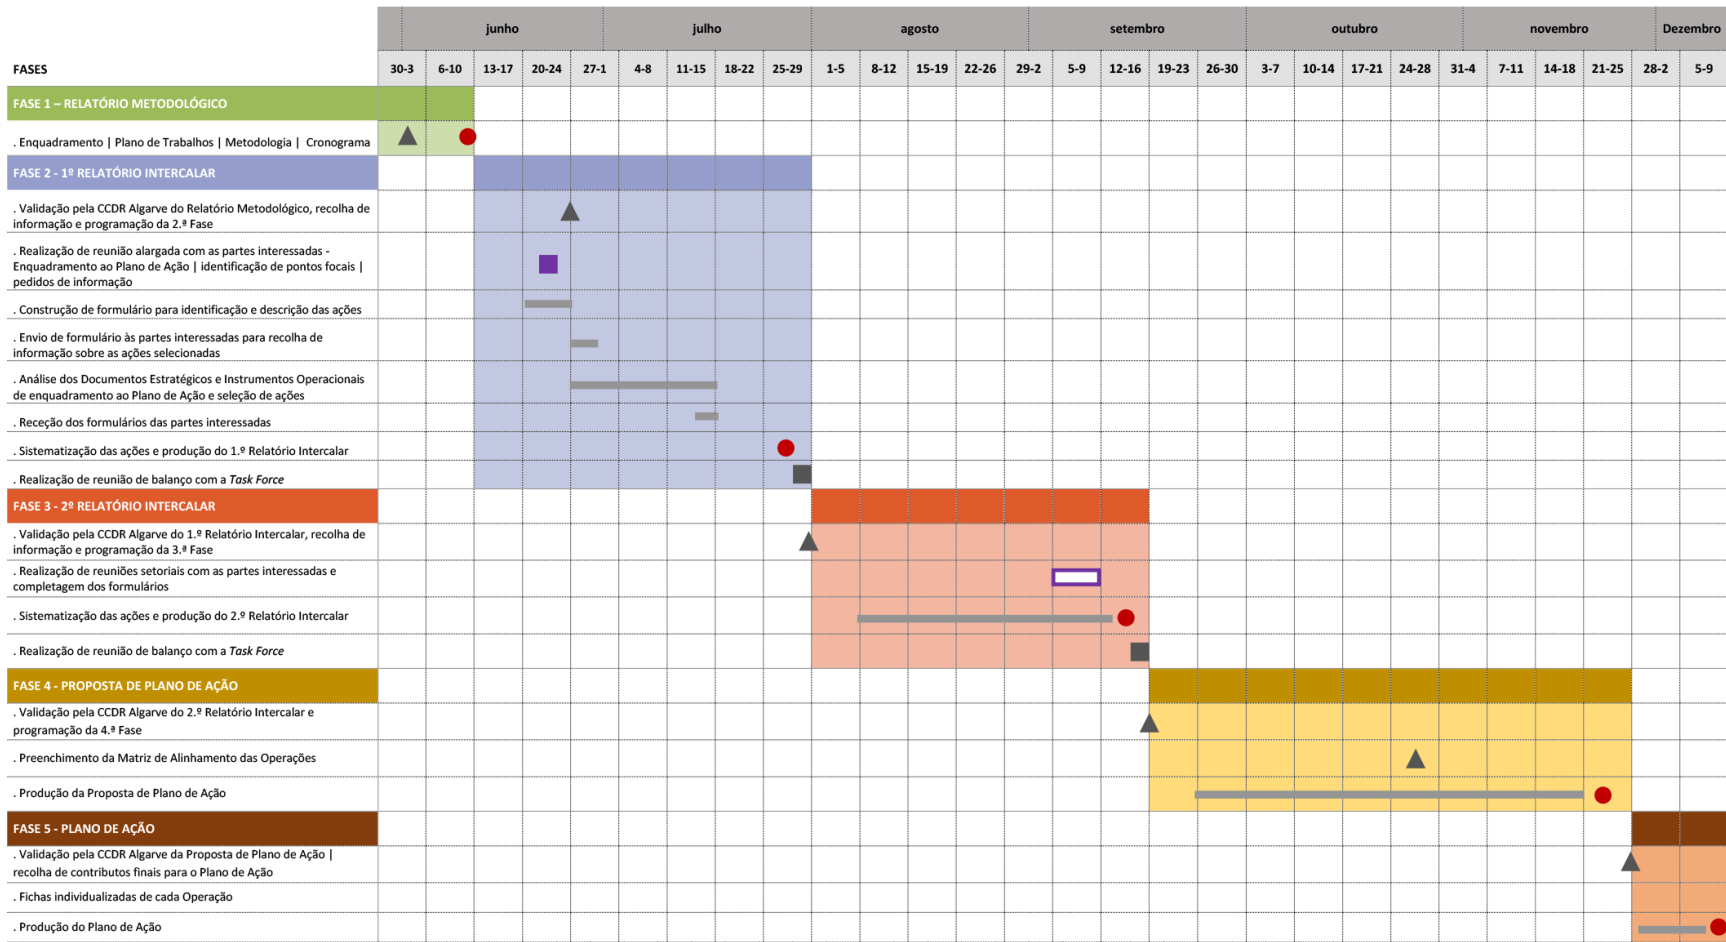 junho julho agosto setembro outubro novembro Dezembro
FASES 30-3 6-10 13-17 20-24 27-1 4-8 11-15 18-22 25-29 1-5 8-12 15-19 22-26 29-2 5-9 12-16 19-23 26-30 3-7 10-14 17-21 24-28 31-4 7-11 14-18 21-25 28-2 5-9
FASE 1 – RELATÓRIO METODOLÓGICO
. Enquadramento | Plano de Trabalhos | Metodologia | Cronograma
FASE 2 - 1º RELATÓRIO INTERCALAR
. Validação pela CCDR Algarve do Relatório Metodológico, recolha de
informação e programação da 2.ª Fase
. Realização de reunião alargada com as partes interessadas -
Enquadramento ao Plano de Ação | identificação de pontos focais |
pedidos de informação
. Construção de formulário para identificação e descrição das ações
. Envio de formulário às partes interessadas para recolha de
informação sobre as ações selecionadas
. Análise dos Documentos Estratégicos e Instrumentos Operacionais
de enquadramento ao Plano de Ação e seleção de ações
. Receção dos formulários das partes interessadas
. Sistematização das ações e produção do 1.º Relatório Intercalar
. Realização de reunião de balanço com a Task Force
FASE 3 - 2º RELATÓRIO INTERCALAR
. Validação pela CCDR Algarve do 1.º Relatório Intercalar, recolha de
informação e programação da 3.ª Fase
. Realização de reuniões setoriais com as partes interessadas e
completagem dos formulários
. Sistematização das ações e produção do 2.º Relatório Intercalar
. Realização de reunião de balanço com a Task Force
FASE 4 - PROPOSTA DE PLANO DE AÇÃO
. Validação pela CCDR Algarve do 2.º Relatório Intercalar e
programação da 4.ª Fase
. Preenchimento da Matriz de Alinhamento das Operações
. Produção da Proposta de Plano de Ação
FASE 5 - PLANO DE AÇÃO
. Validação pela CCDR Algarve da Proposta de Plano de Ação |
recolha de contributos finais para o Plano de Ação
. Fichas individualizadas de cada Operação
. Produção do Plano de Ação